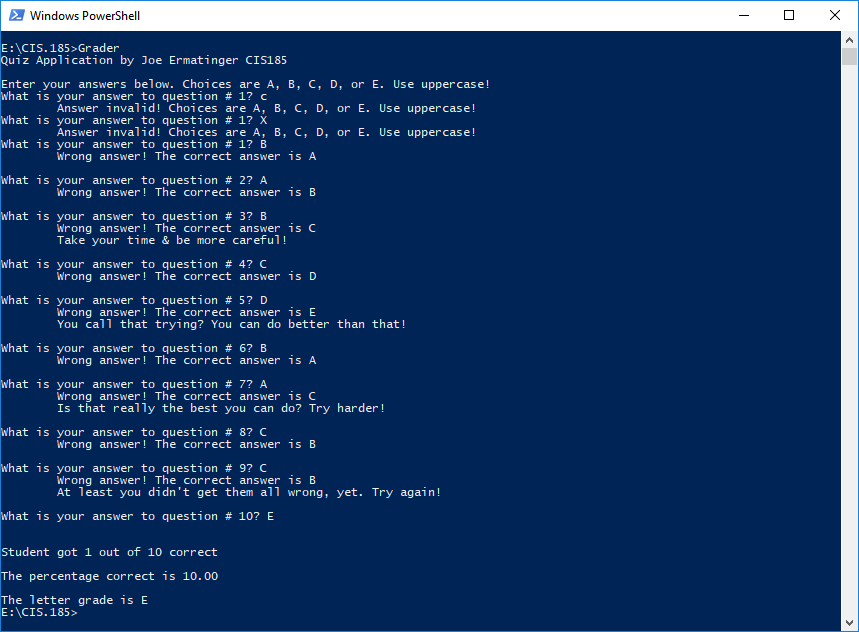 Windows PowerShell
E:\CIS.185>Grader
Quiz Application by Joe Ermatinger CIS185
Enter your answers below. Choices are A, B, C, D, or E. Use uppercase!
What is your answer to question # 1? c
Answer invalid! Choices are A, B, C, D, or E. Use uppercase!
What is your answer to question # 1? X
Answer invalid! Choices are A, B, C, D, or E. Use uppercase!
What is your answer to question # 1? B
Wrong answer! The correct answer is A
What is your answer to question # 2? A
Wrong answer! The correct answer is B
What is your answer to question # 3? B
Wrong answer! The correct answer is C
Take your time & be more careful!
What is your answer to question # 4? C
Wrong answer! The correct answer is D
What is your answer to question # 5? D
Wrong answer! The correct answer is E
You call that trying? You can do better than that!
What is your answer to question # 6? B
Wrong answer! The correct answer is A
What is your answer to question # 7? A
Wrong answer! The correct answer is C
Is that really the best you can do? Try harder!
What is your answer to question # 8? C
Wrong answer! The correct answer is B
What is your answer to question # 9? C
Wrong answer! The correct answer is B
At least you didn't get them all wrong, yet. Try again!
What is your answer to question # 10? E
Student got 1 out of 10 correct
The percentage correct is 10.00
The letter grade is E
E:\CIS.185>